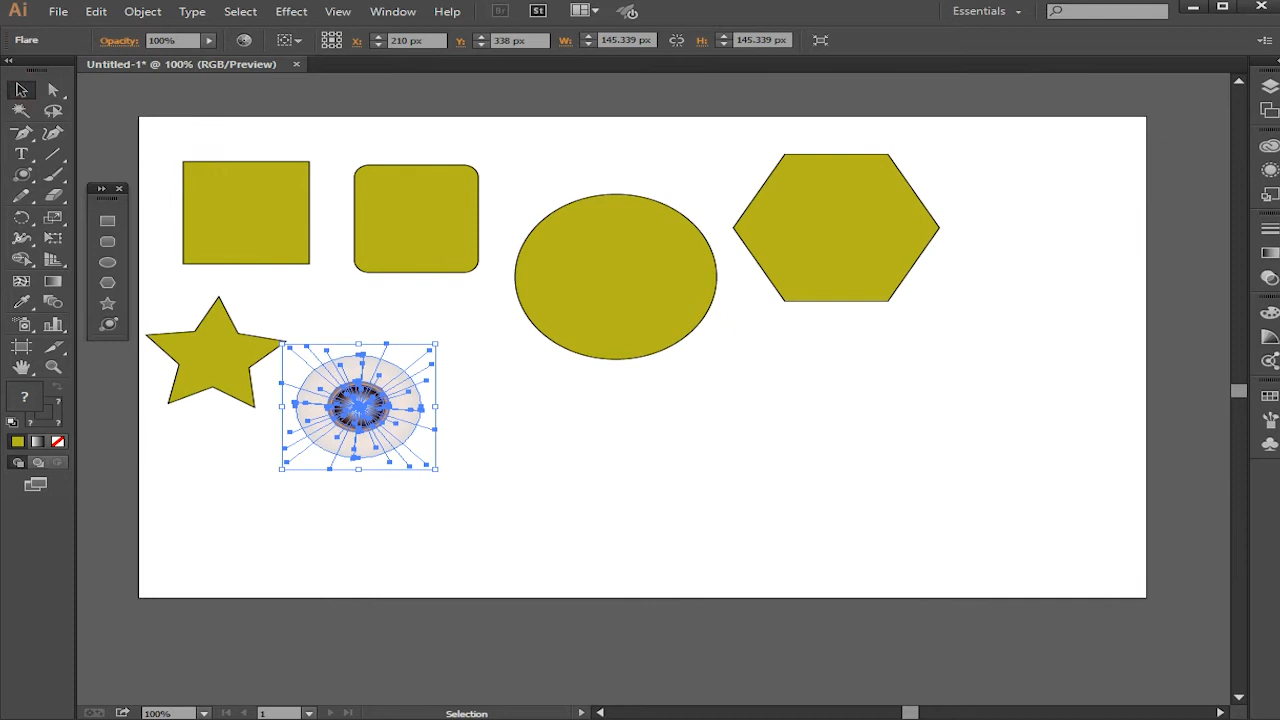 Ai File Edit Object Type Select Effect View Window Help Br St Essentials
Flare Opacity: 100% X: 210 px Y: 338 px W: 145.339 px H: 145.339 px
Untitled-1* @ 100% (RGB/Preview) ×
T
?
?
? ?
100% 1 Selection